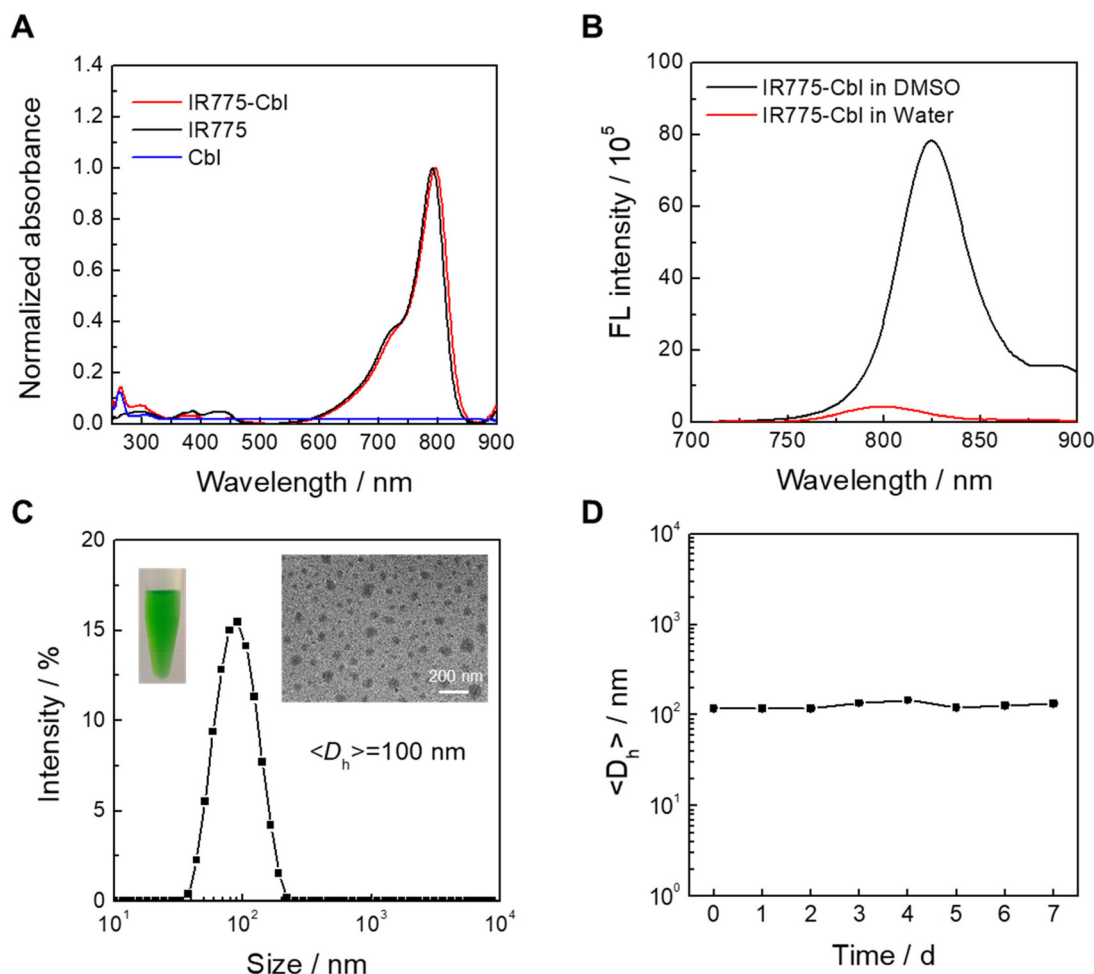 A
1.4
1.2
1.0
0.8
0.6
0.4
0.2
0.0
300 400 500 600 700 800 900
Normalized absorbance
Wavelength / nm
IR775-Cbl
IR775
Cbl
B
100
80
60
40
20
0
700 750 800 850 900
FL intensity / 10⁵
Wavelength / nm
IR775-Cbl in DMSO
IR775-Cbl in Water
C
20
15
10
5
0
10¹ 10² 10³ 10⁴
Intensity / %
Size / nm
200 nm
<Dₕ>=100 nm
D
10⁴
10³
10²
10¹
10⁰
0 1 2 3 4 5 6 7
<Dₕ> / nm
Time / d